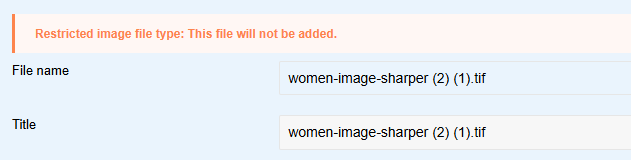 Restricted image file type: This file will not be added.
File name
women-image-sharper (2) (1).tif
Title
women-image-sharper (2) (1).tif